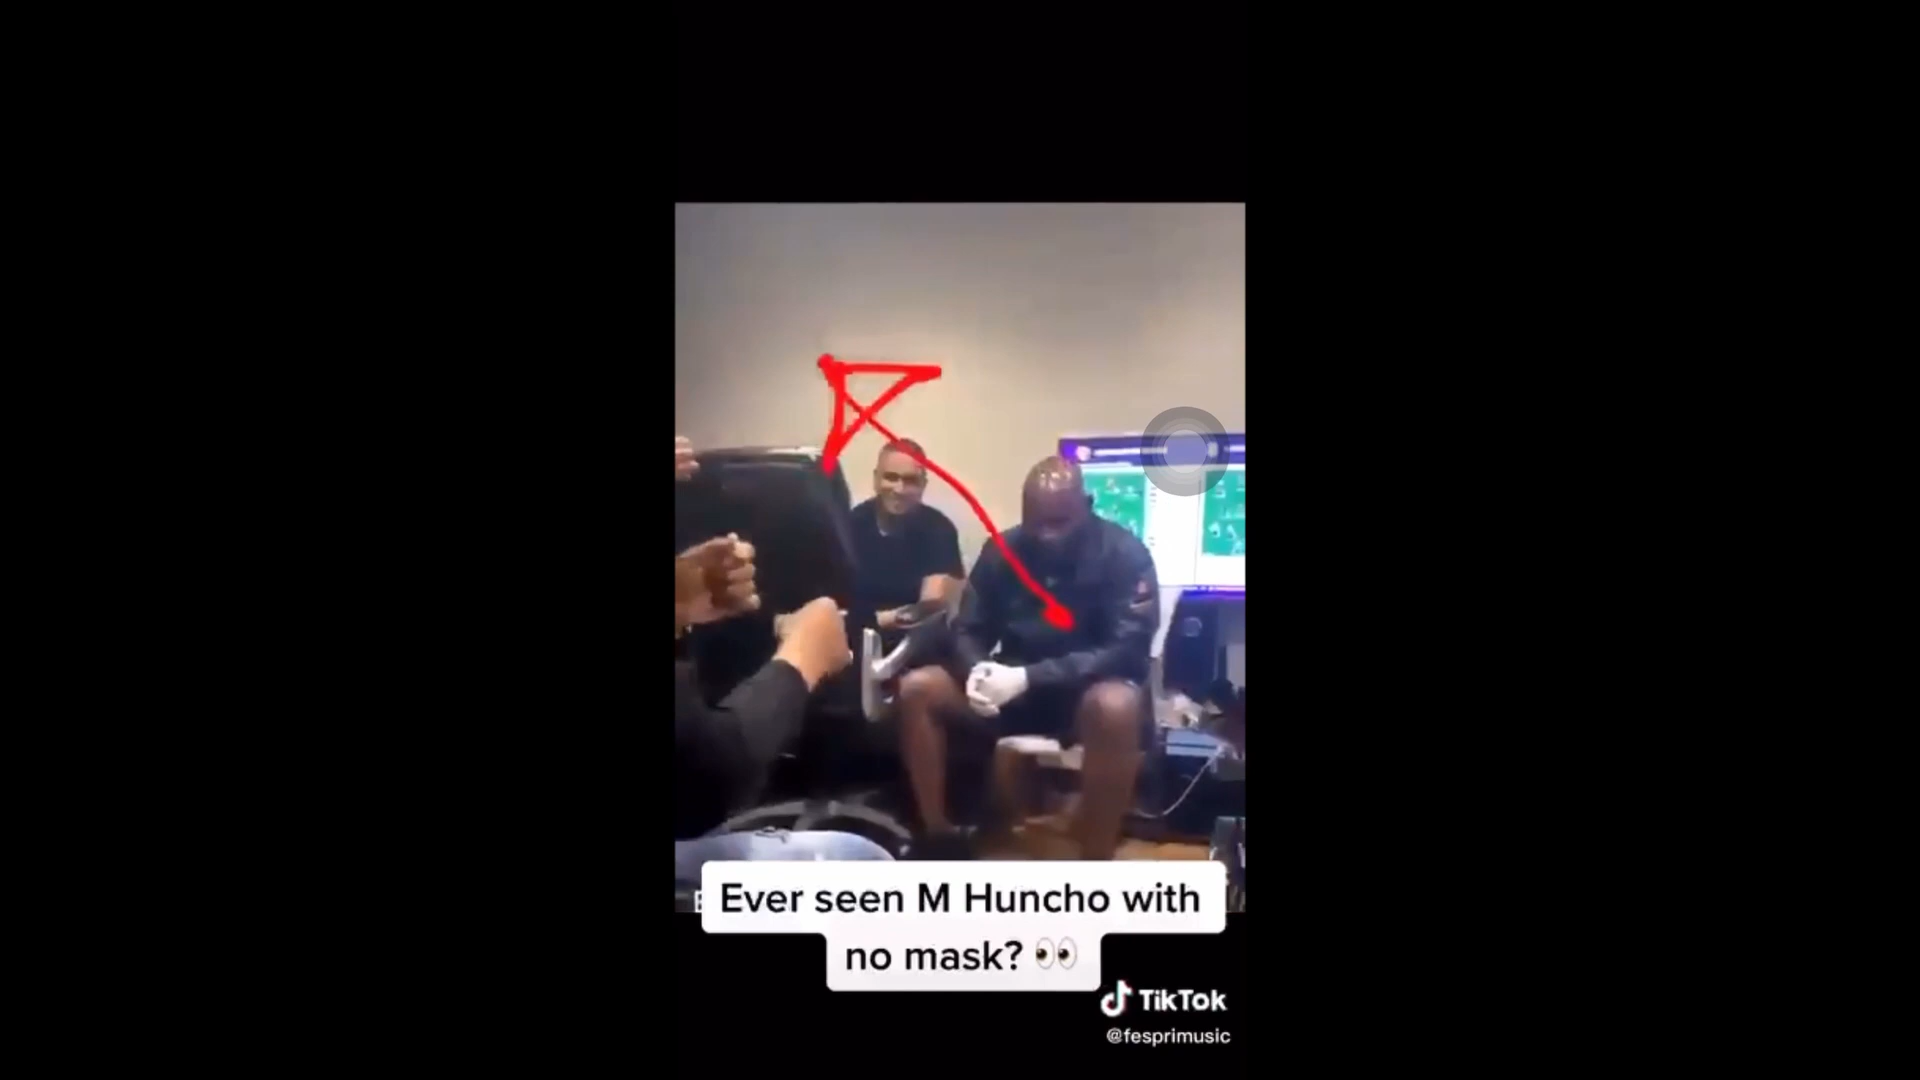 Ever seen M Huncho with
no mask? 👀
TikTok
@fesprimusic